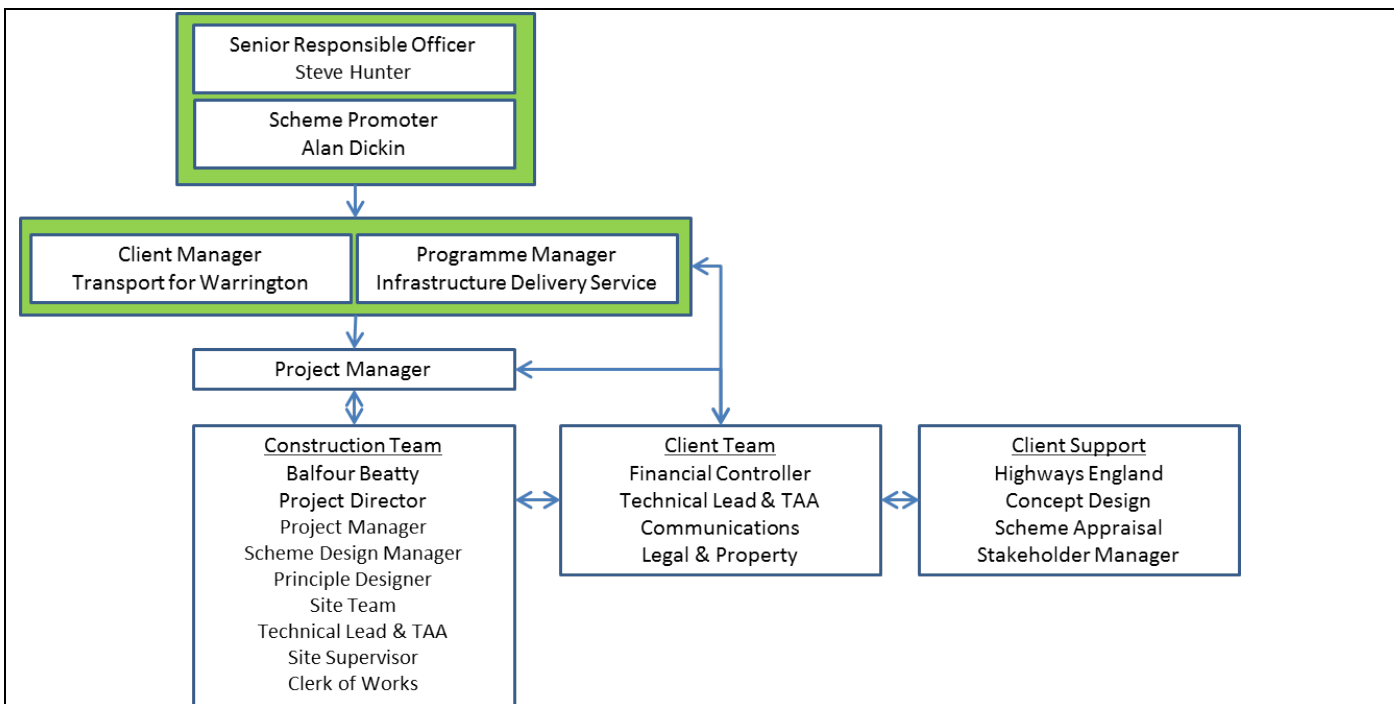 Senior Responsible Officer
Steve Hunter
Scheme Promoter
Alan Dickin
Client Manager
Transport for Warrington
Programme Manager
Infrastructure Delivery Service
Project Manager
Construction Team
Balfour Beatty
Project Director
Project Manager
Scheme Design Manager
Principle Designer
Site Team
Technical Lead & TAA
Site Supervisor
Clerk of Works
Client Team
Financial Controller
Technical Lead & TAA
Communications
Legal & Property
Client Support
Highways England
Concept Design
Scheme Appraisal
Stakeholder Manager